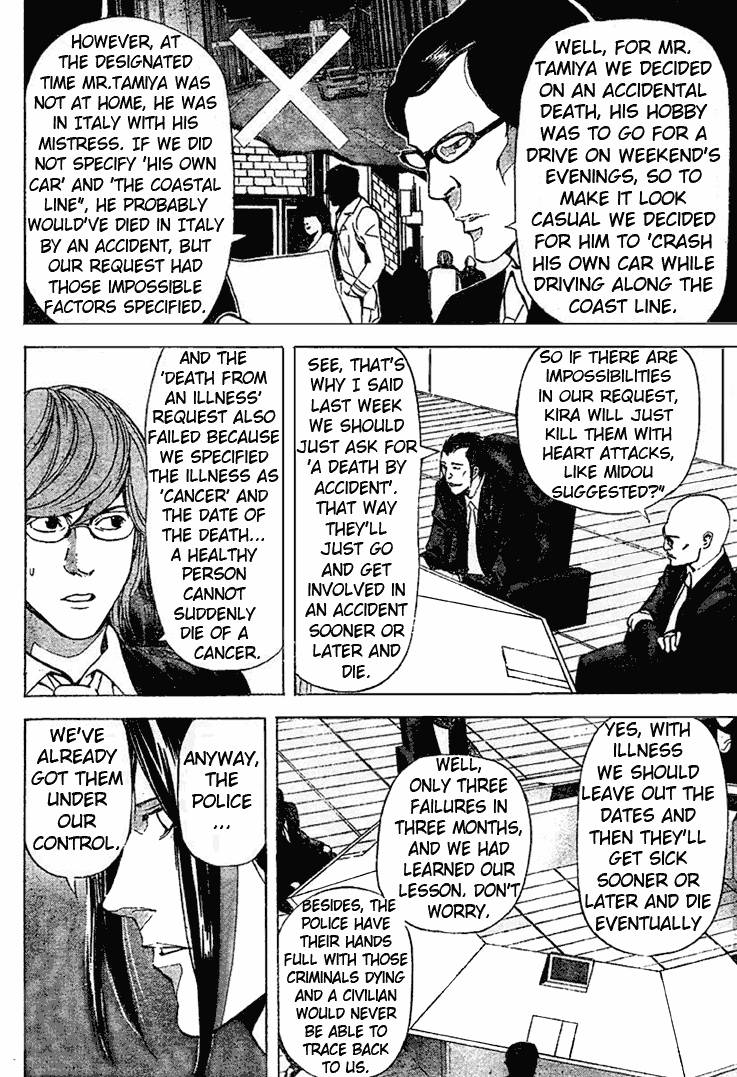 WELL, FOR MR.
TAMIYA WE DECIDED
ON AN ACCIDENTAL
DEATH, HIS HOBBY
WAS TO GO FOR A
DRIVE ON WEEKEND'S
EVENINGS, SO TO
MAKE IT LOOK
CASUAL WE DECIDED
FOR HIM TO 'CRASH
HIS OWN CAR WHILE
DRIVING ALONG THE
COAST LINE.
HOWEVER, AT
THE DESIGNATED
TIME MR.TAMIYA WAS
NOT AT HOME, HE WAS
IN ITALY WITH HIS
MISTRESS. IF WE DID
NOT SPECIFY 'HIS OWN
CAR' AND 'THE COASTAL
LINE", HE PROBABLY
WOULD'VE DIED IN ITALY
BY AN ACCIDENT, BUT
OUR REQUEST HAD
THOSE IMPOSSIBLE
FACTORS SPECIFIED.
SO IF THERE ARE
IMPOSSIBILITIES
IN OUR REQUEST,
KIRA WILL JUST
KILL THEM WITH
HEART ATTACKS,
LIKE MIDOU
SUGGESTED?"
SEE, THAT'S
WHY I SAID
LAST WEEK
WE SHOULD
JUST ASK FOR
'A DEATH BY
ACCIDENT'.
THAT WAY
THEY'LL
JUST GO
AND GET
INVOLVED IN
AN ACCIDENT
SOONER OR
LATER AND
DIE.
AND THE
'DEATH FROM
AN ILLNESS'
REQUEST ALSO
FAILED BECAUSE
WE SPECIFIED
THE ILLNESS AS
'CANCER' AND
THE DATE OF
THE DEATH...
A HEALTHY
PERSON
CANNOT
SUDDENLY
DIE OF A
CANCER.
YES, WITH
ILLNESS
WE SHOULD
LEAVE OUT THE
DATES AND
THEN THEY'LL
GET SICK
SOONER OR
LATER AND DIE
EVENTUALLY
WELL,
ONLY THREE
FAILURES IN
THREE MONTHS,
AND WE HAD
LEARNED OUR
LESSON. DON'T
WORRY.
BESIDES, THE
POLICE HAVE
THEIR HANDS
FULL WITH THOSE
CRIMINALS DYING
AND A CIVILIAN
WOULD NEVER
BE ABLE TO
TRACE BACK
TO US.
ANYWAY,
THE
POLICE
...
WE'VE
ALREADY
GOT THEM
UNDER
OUR
CONTROL.